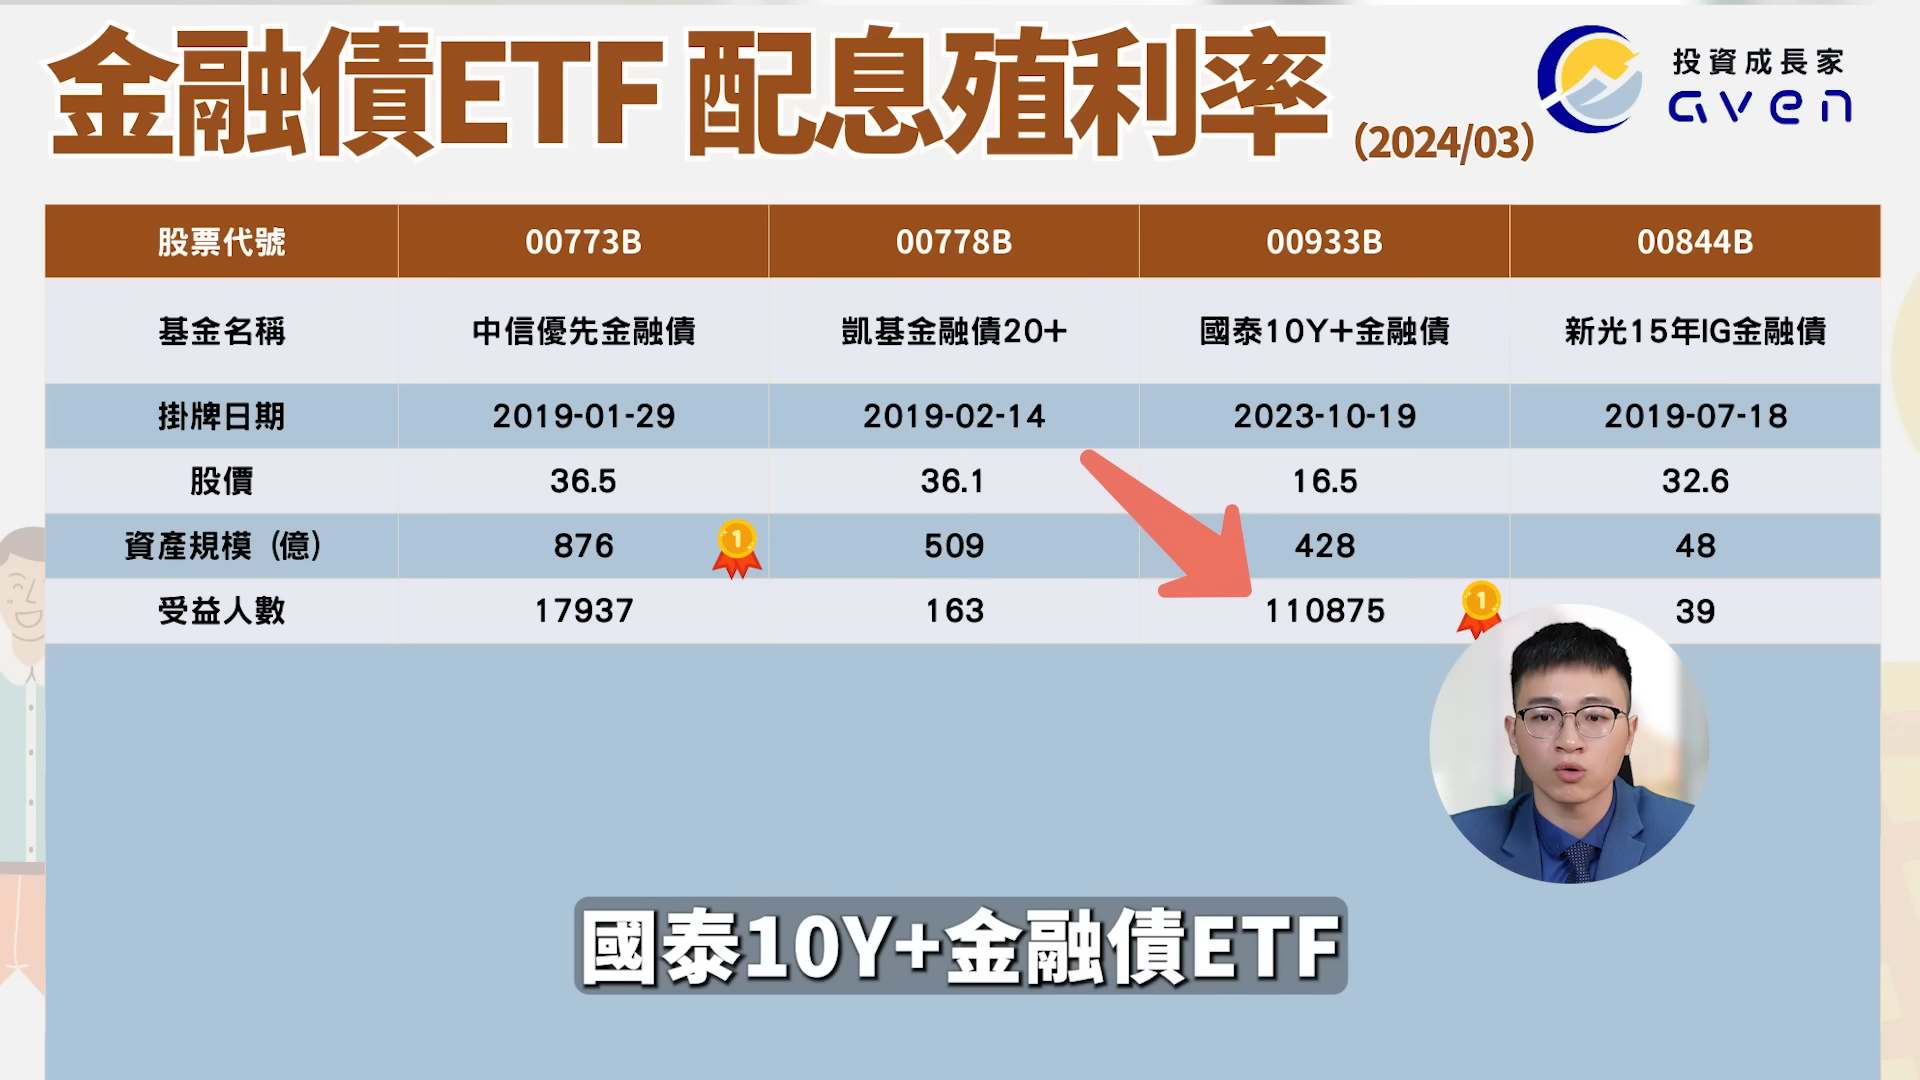 金融債ETF 配息殖利率 (2024/03)
投資成長家
aven
股票代號 00773B 00778B 00933B 00844B
基金名稱 中信優先金融債 凱基金融債20+ 國泰10Y+金融債 新光15年IG金融債
掛牌日期 2019-01-29 2019-02-14 2023-10-19 2019-07-18
股價 36.5 36.1 16.5 32.6
資產規模 (億) 876 1 509 428 48
受益人數 17937 163 110875 1 39
國泰10Y+金融債ETF